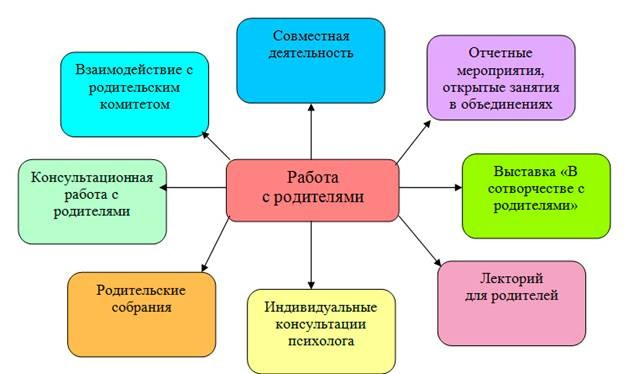 Совместная
деятельность
Отчетные
мероприятия,
открытые занятия
в объединениях
Взаимодействие с
родительским
комитетом
Консультационная
работа с
родителями
Работа
с родителями
Выставка «В
сотворчестве с
родителями»
Родительские
собрания
Индивидуальные
консультации
психолога
Лекторий
для родителей